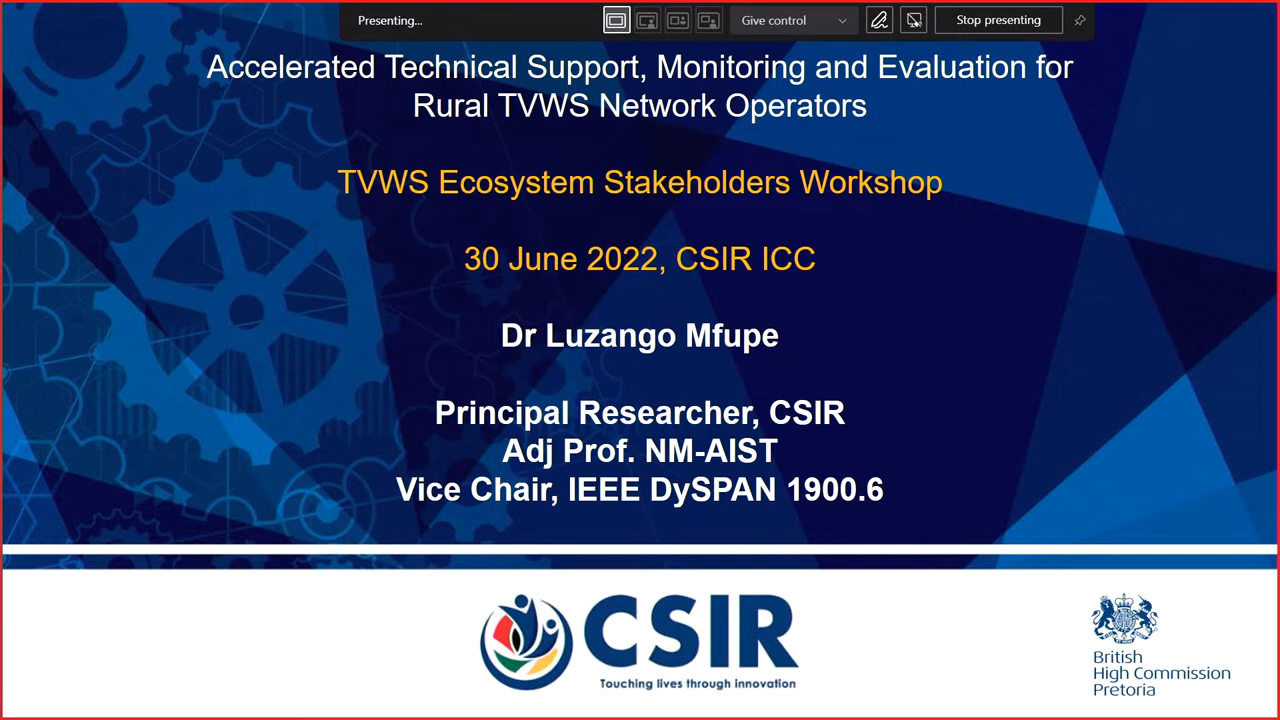 Presenting...
Give control
Stop presenting
Accelerated Technical Support, Monitoring and Evaluation for
Rural TVWS Network Operators
TVWS Ecosystem Stakeholders Workshop
30 June 2022, CSIR ICC
Dr Luzango Mfupe
Principal Researcher, CSIR
Adj Prof. NM-AIST
Vice Chair, IEEE DySPAN 1900.6
CSIR
Touching lives through innovation
British
High Commission
Pretoria